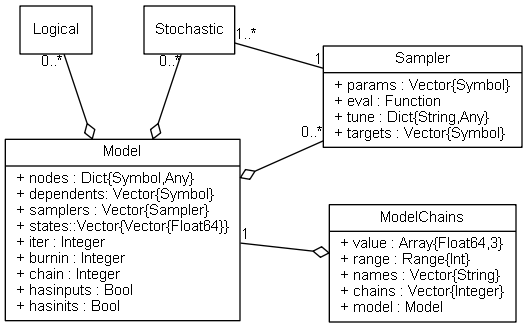 Logical
Stochastic
0..*
0..*
1..*
1
Sampler
+ params : Vector{Symbol}
+ eval : Function
+ tune : Dict{String,Any}
+ targets : Vector{Symbol}
0..*
Model
+ nodes : Dict{Symbol,Any}
+ dependents: Vector{Symbol}
+ samplers : Vector{Sampler}
+ states::Vector{Vector{Float64}}
+ iter : Integer
+ burnin : Integer
+ chain : Integer
+ hasinputs : Bool
+ hasinits : Bool
1
ModelChains
+ value : Array{Float64,3}
+ range : Range{Int}
+ names : Vector{String}
+ chains : Vector{Integer}
+ model : Model